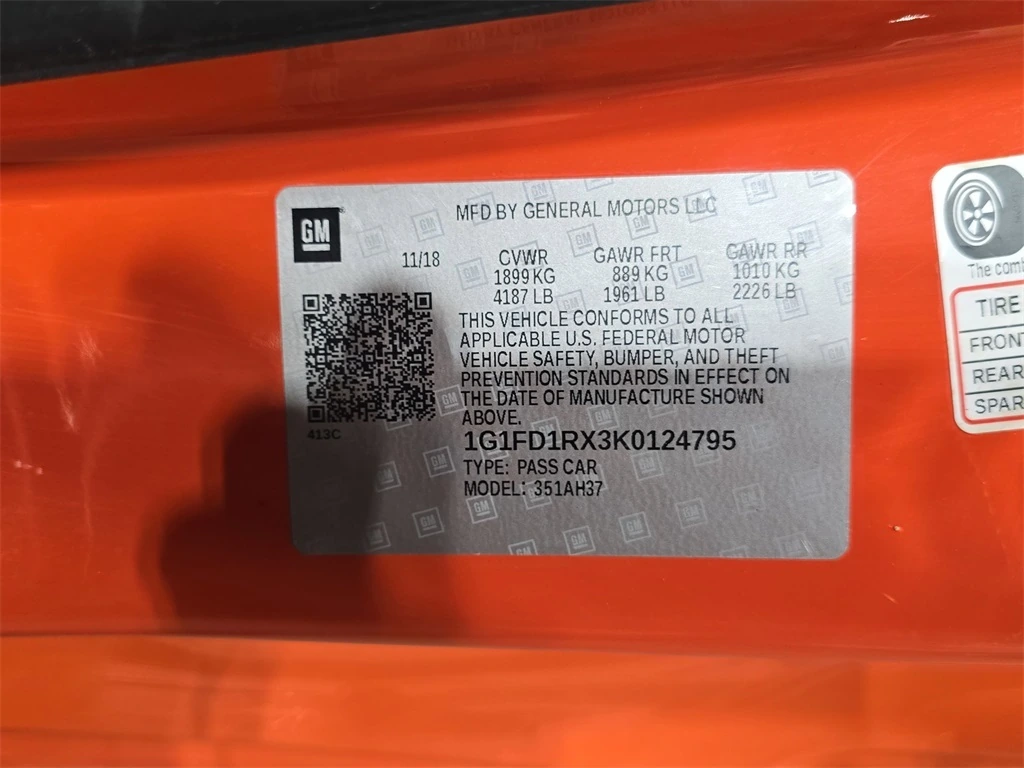 GM
MFD BY GENERAL MOTORS LLC
11/18 GVWR GAWR FRT GAWR RR
1899 KG 889 KG 1010 KG
4187 LB 1961 LB 2226 LB
THIS VEHICLE CONFORMS TO ALL
APPLICABLE U.S. FEDERAL MOTOR
VEHICLE SAFETY, BUMPER, AND THEFT
PREVENTION STANDARDS IN EFFECT ON
THE DATE OF MANUFACTURE SHOWN
ABOVE.
413C
1G1FD1RX3K0124795
TYPE: PASS CAR
MODEL: 351AH37
The comb
TIRE
FRONT
REAR
SPAR